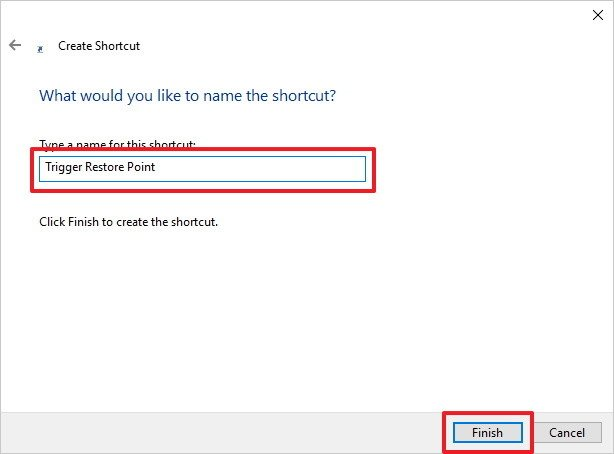 Create Shortcut
What would you like to name the shortcut?
Type a name for this shortcut:
Trigger Restore Point
Click Finish to create the shortcut.
Finish Cancel